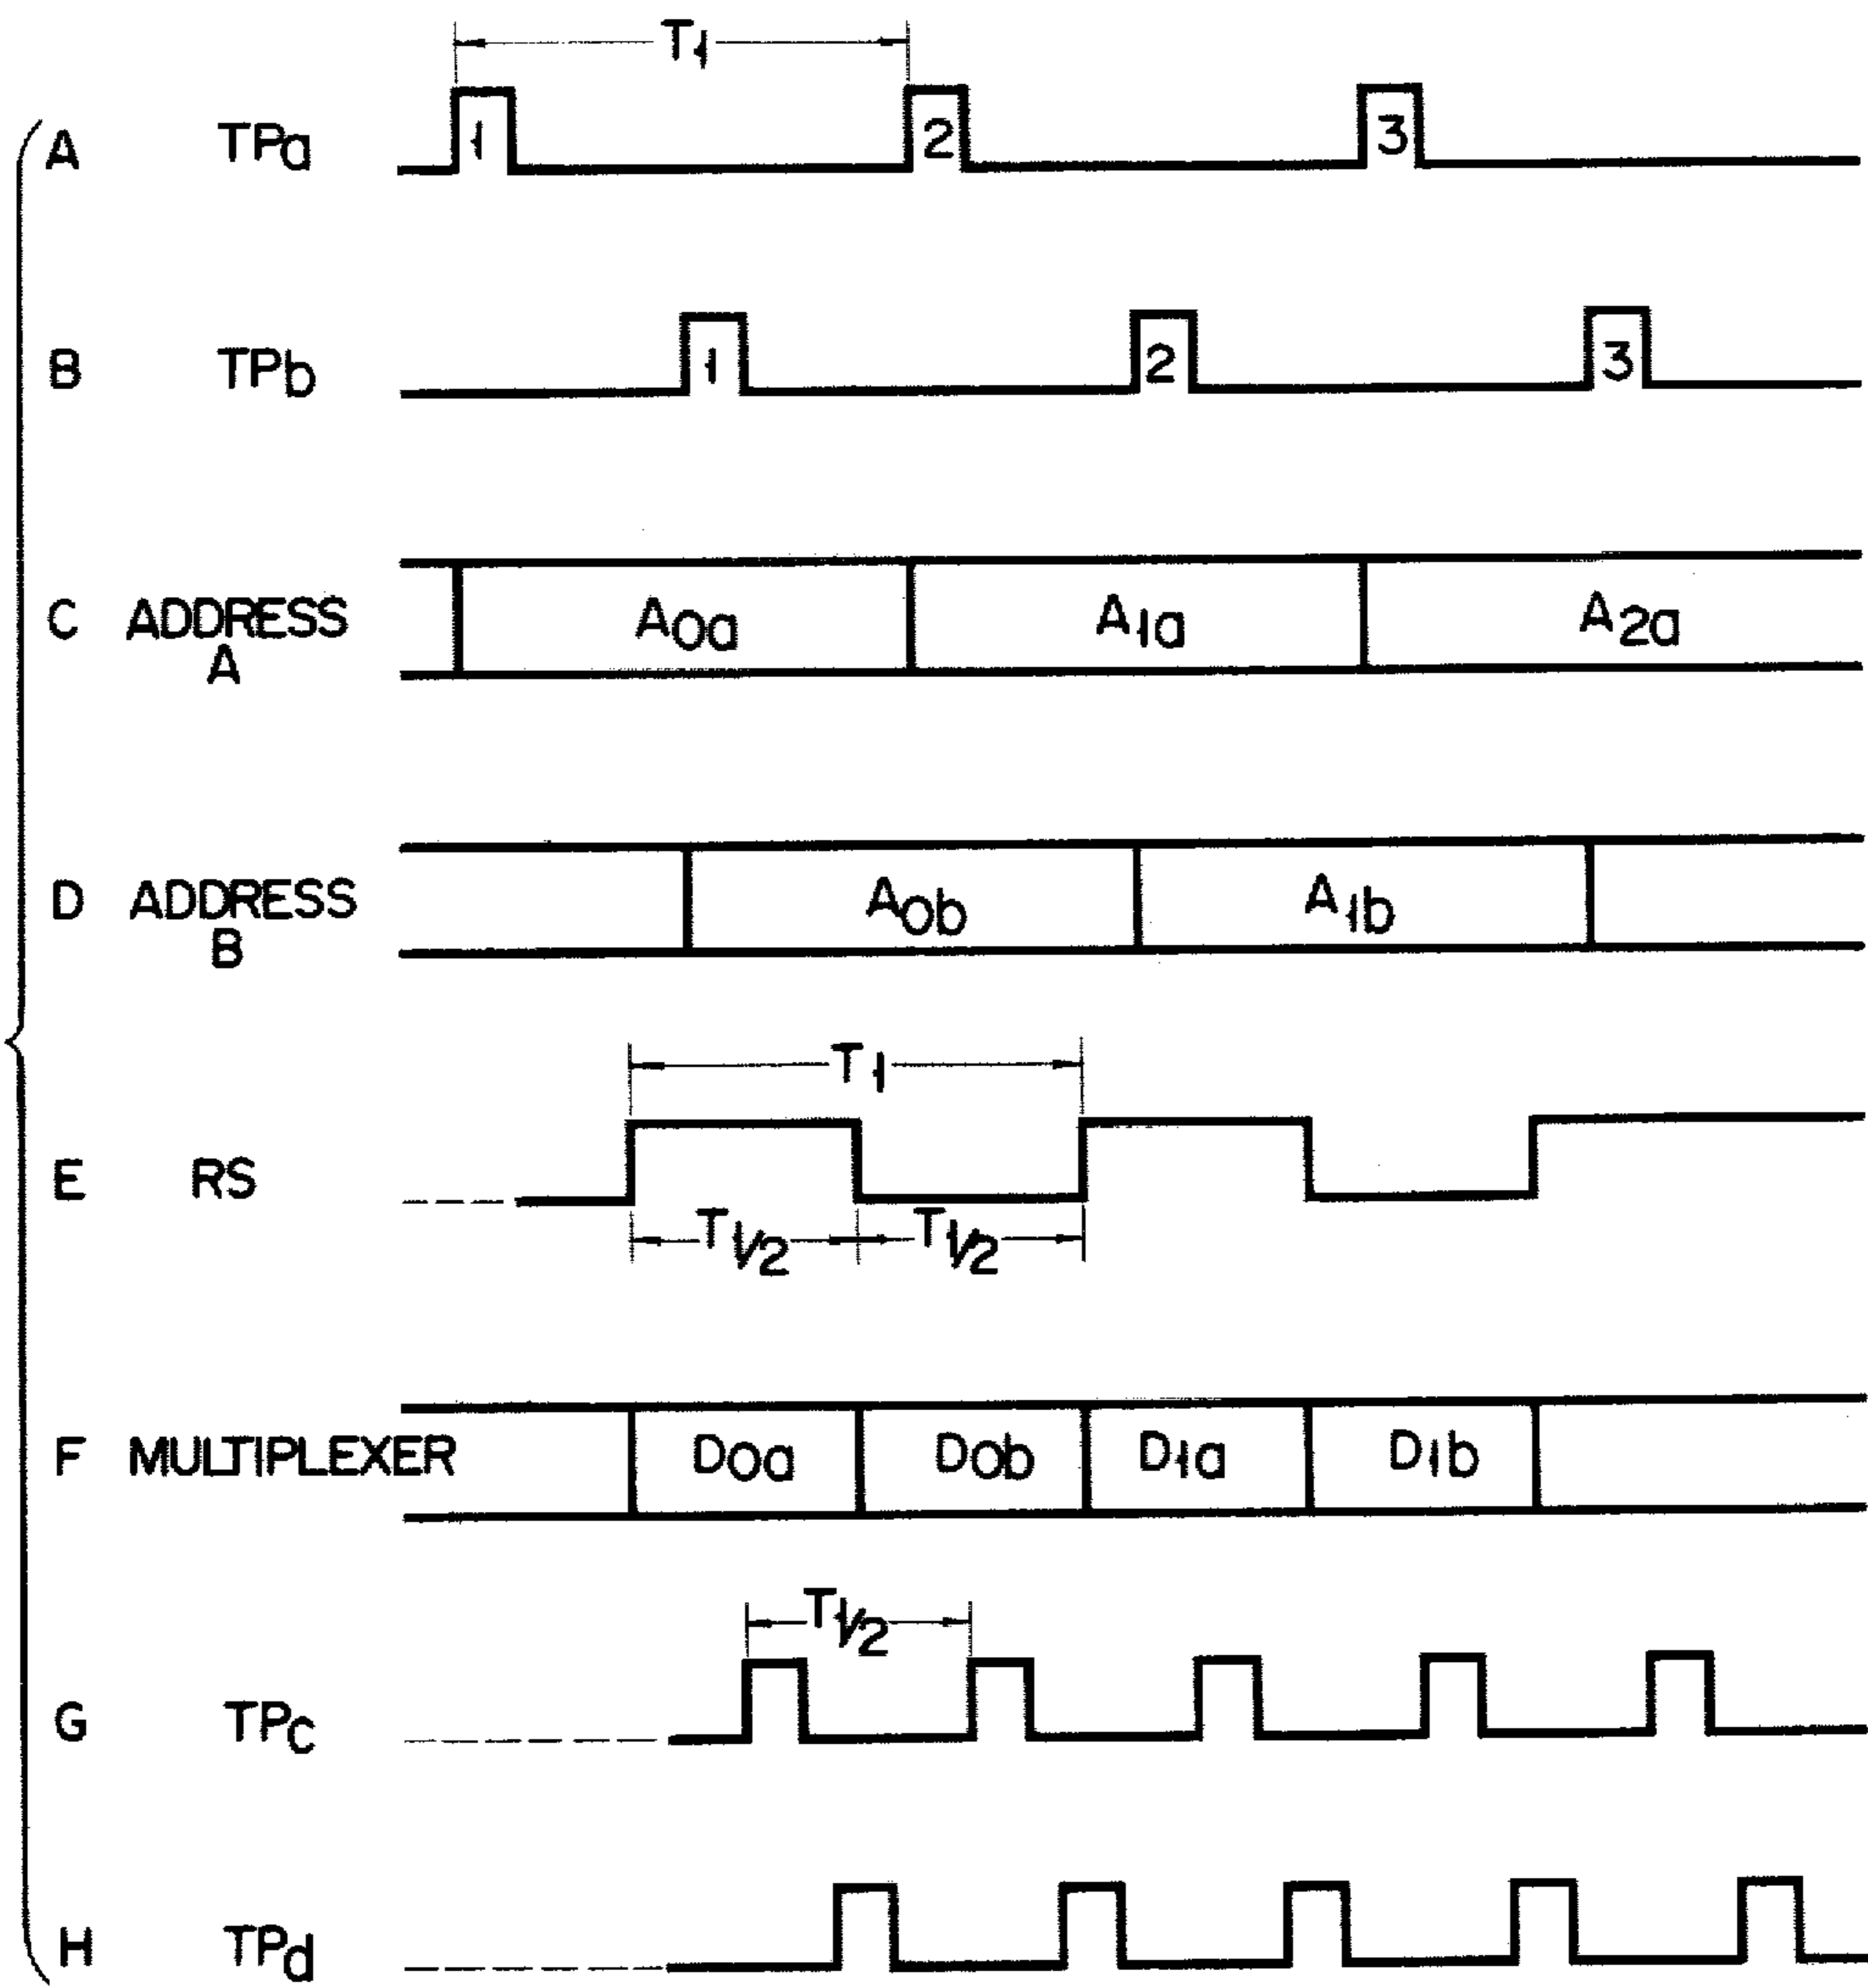 T1
A TPa 1 2 3
B TPb 1 2 3
C ADDRESS A A0a A1a A2a
D ADDRESS B A0b A1b
T1
E RS
T1/2 T1/2
F MULTIPLEXER D0a D0b D1a D1b
T1/2
G TPc
H TPd